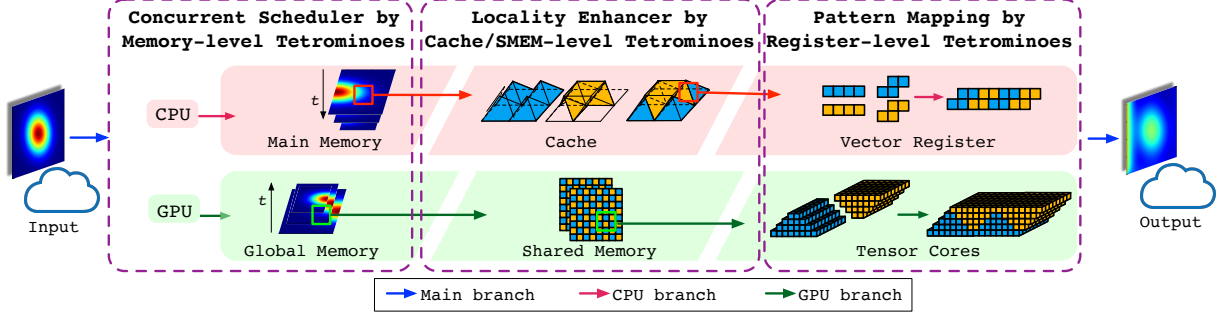 Concurrent Scheduler by
Memory-level Tetrominoes
Locality Enhancer by
Cache/SMEM-level Tetrominoes
Pattern Mapping by
Register-level Tetrominoes
CPU
t
Main Memory
Cache
Vector Register
GPU
t
Global Memory
Shared Memory
Tensor Cores
Input
Output
Main branch
CPU branch
GPU branch